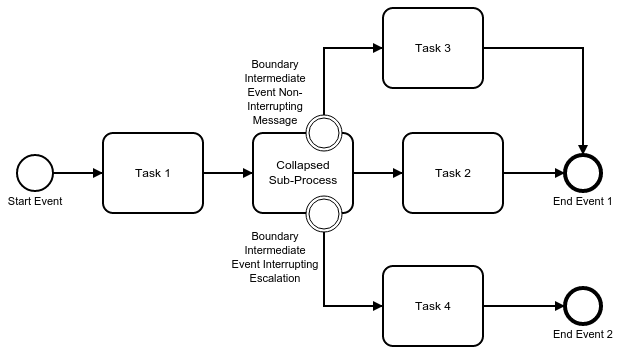 Task 3
Boundary
Intermediate
Event Non-
Interrupting
Message
Start Event
Task 1
Collapsed
Sub-Process
Task 2
End Event 1
Boundary
Intermediate
Event Interrupting
Escalation
Task 4
End Event 2